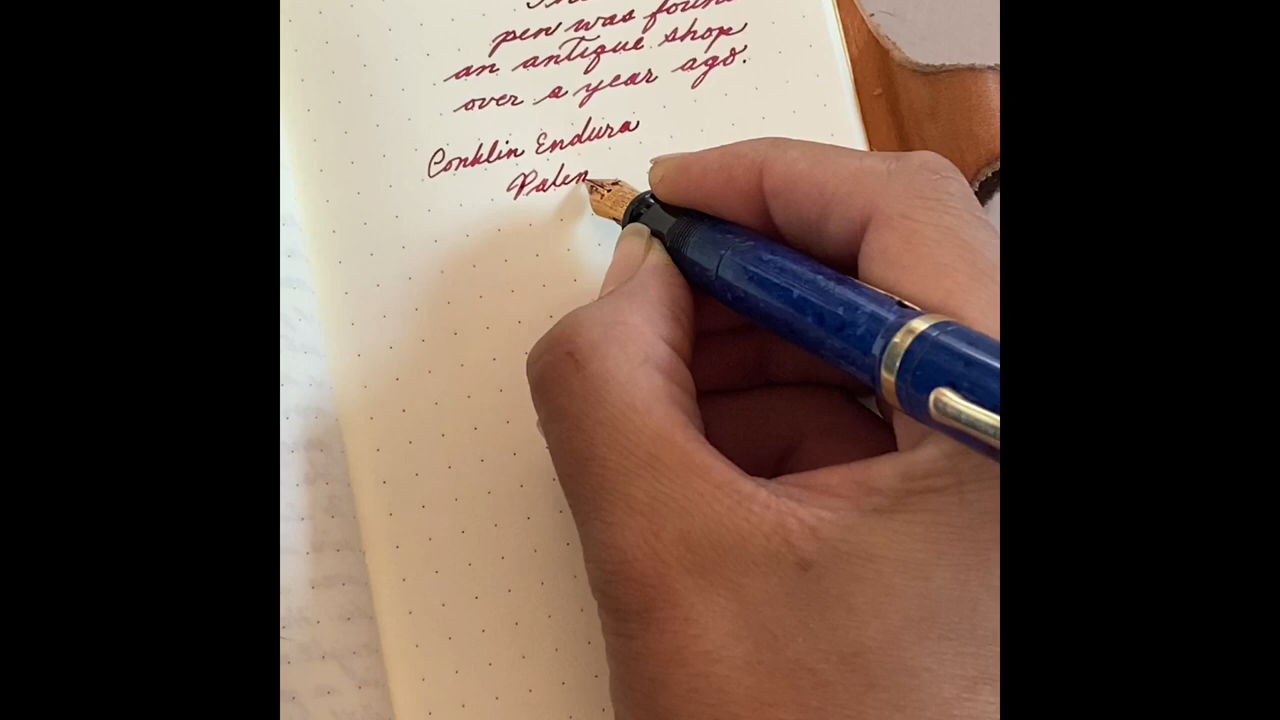 pen was found
an antique shop
over a year ago.
Conklin Endura
Palen